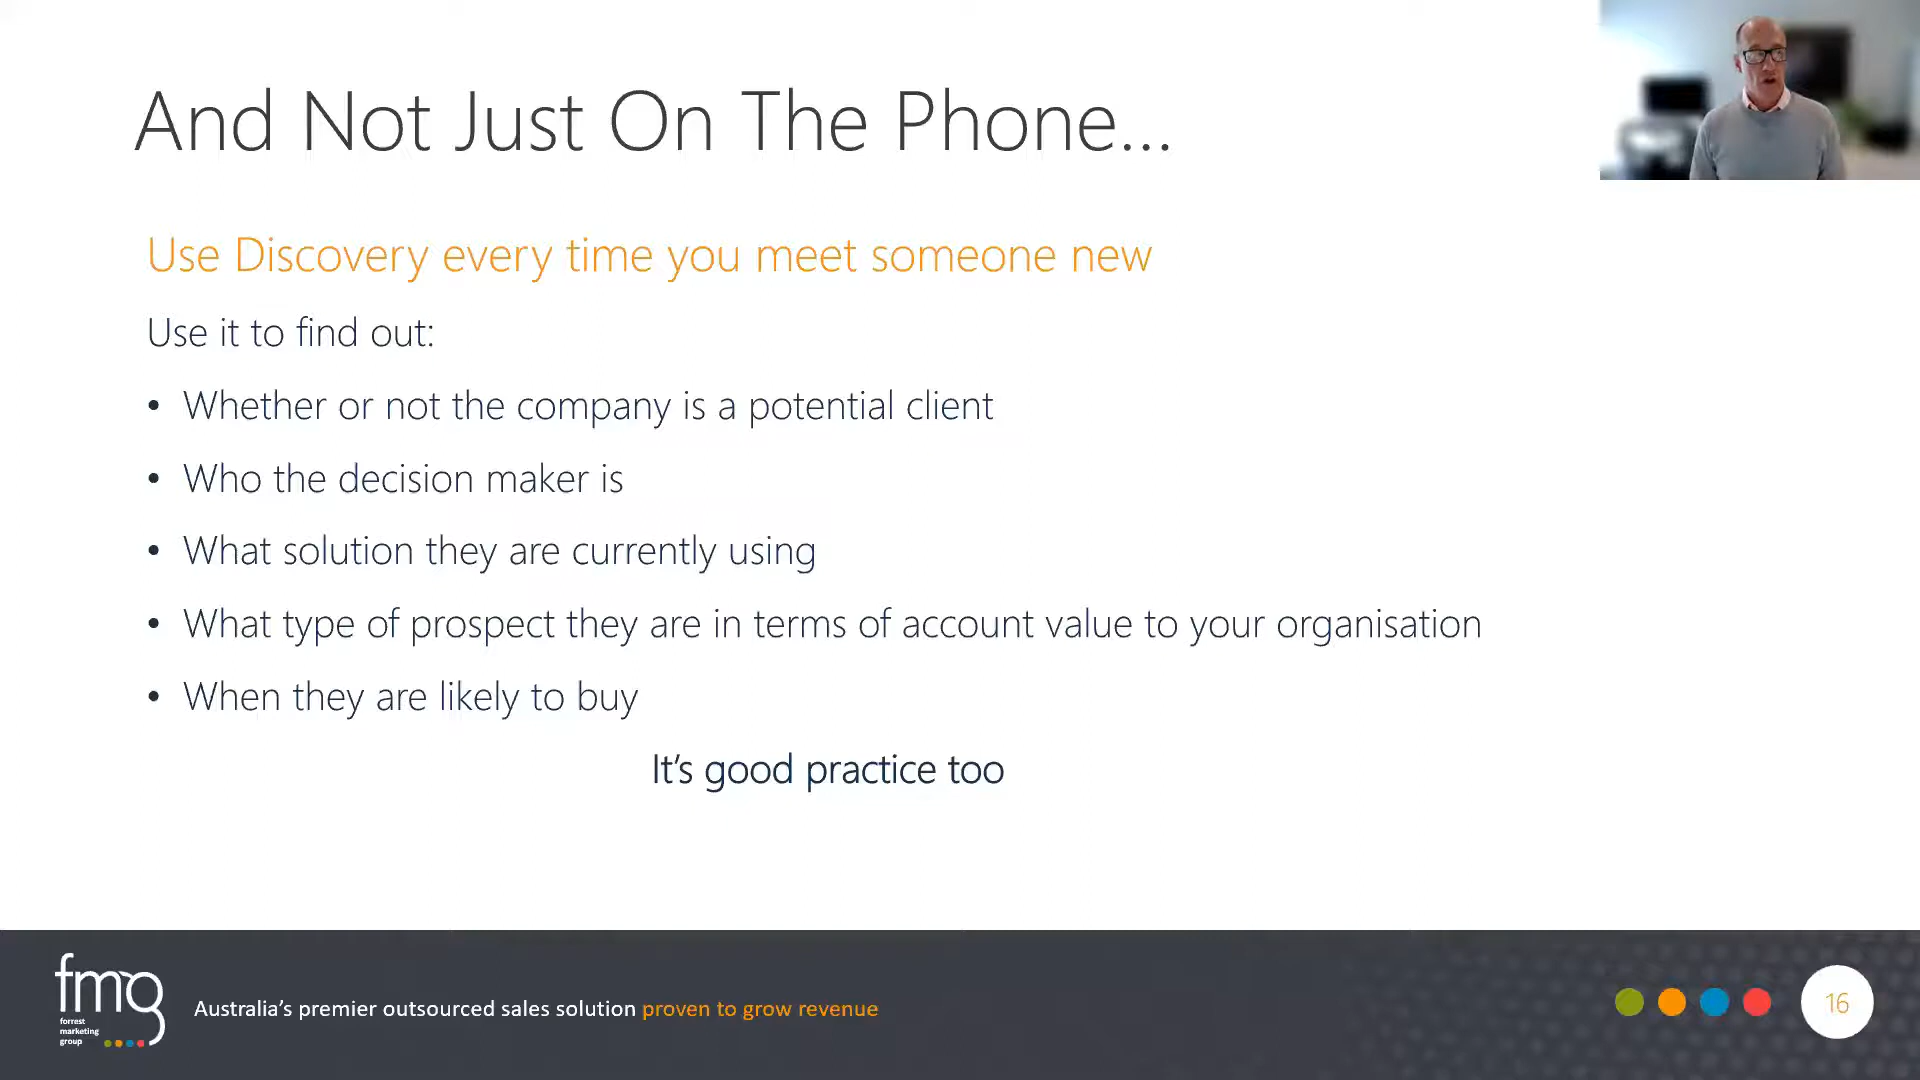 And Not Just On The Phone...
Use Discovery every time you meet someone new
Use it to find out:
• Whether or not the company is a potential client
• Who the decision maker is
• What solution they are currently using
• What type of prospect they are in terms of account value to your organisation
• When they are likely to buy
It's good practice too
fmg
forrest
marketing
group
Australia's premier outsourced sales solution proven to grow revenue
16